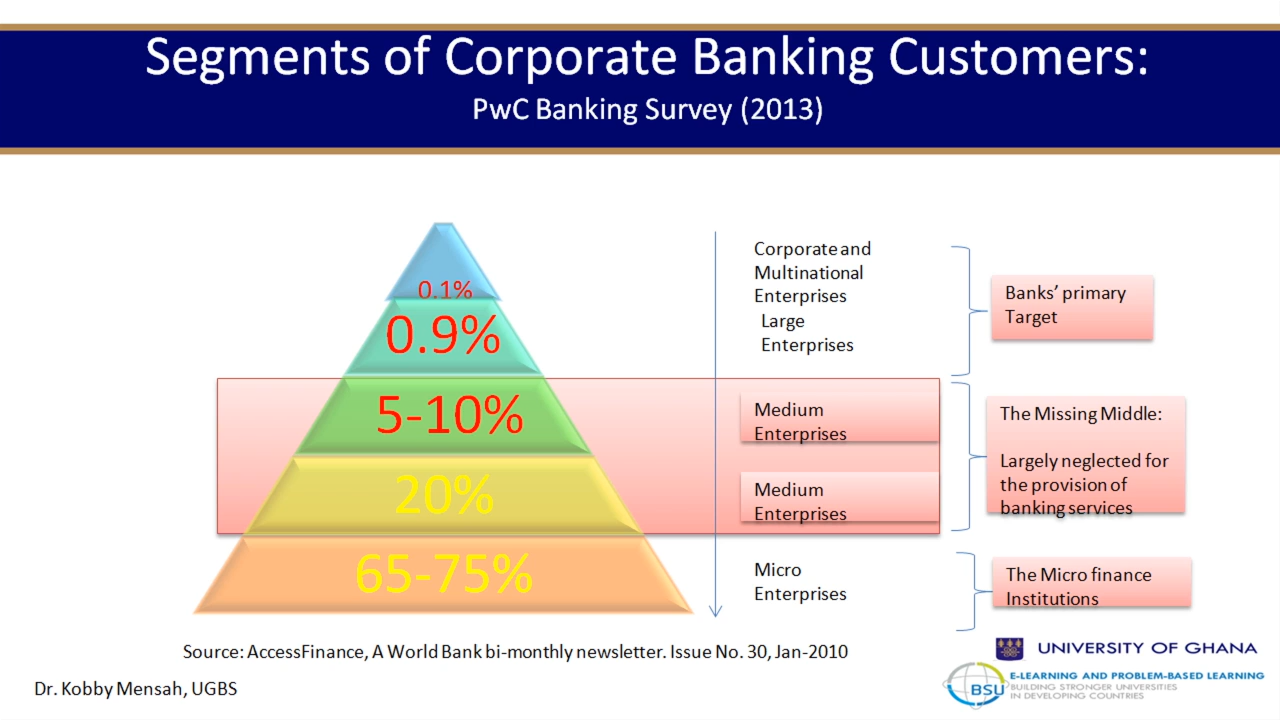 Segments of Corporate Banking Customers:
PwC Banking Survey (2013)
0.1%
0.9%
5-10%
20%
65-75%
Corporate and
Multinational
Enterprises
Large
Enterprises
Medium
Enterprises
Medium
Enterprises
Micro
Enterprises
Banks’ primary
Target
The Missing Middle:
Largely neglected for
the provision of
banking services
The Micro finance
Institutions
Source: AccessFinance, A World Bank bi-monthly newsletter. Issue No. 30, Jan-2010
Dr. Kobby Mensah, UGBS
UNIVERSITY OF GHANA
BSU
E-LEARNING AND PROBLEM-BASED LEARNING
BUILDING STRONGER UNIVERSITIES
IN DEVELOPING COUNTRIES